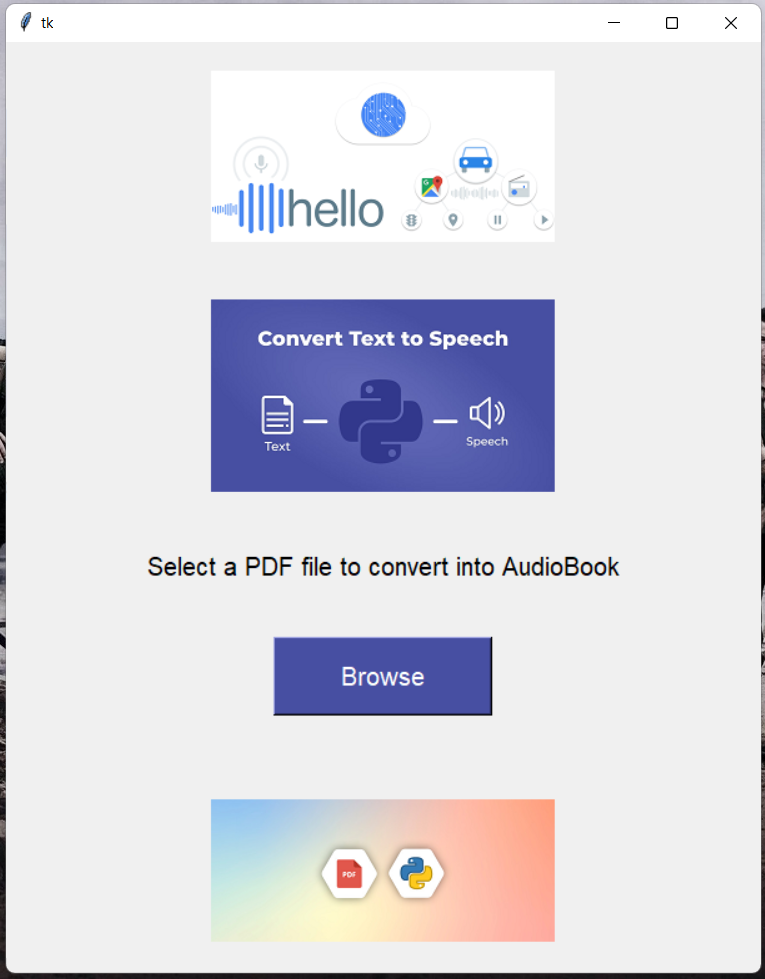 tk
hello
Convert Text to Speech
Text
Speech
Select a PDF file to convert into AudioBook
Browse
PDF